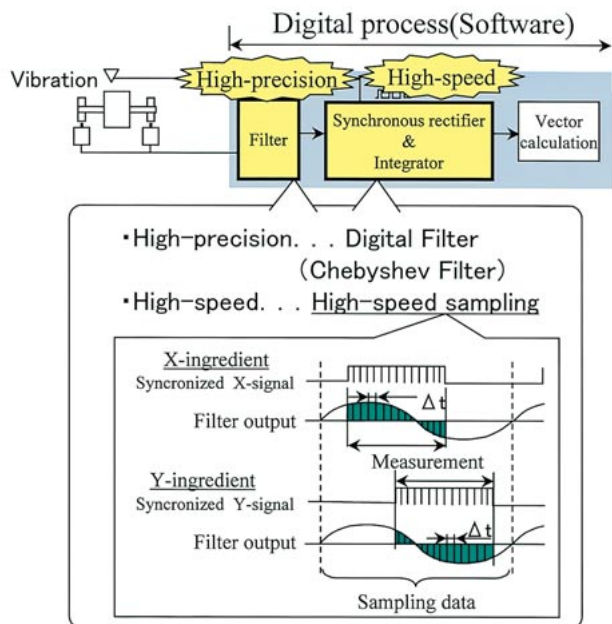 Digital process(Software)
Vibration
High-precision
High-speed
Filter
Synchronous rectifier
&
Integrator
Vector
calculation
・High-precision. . . Digital Filter
(Chebyshev Filter)
・High-speed. . . High-speed sampling
X-ingredient
Syncronized X-signal
Δt
Filter output
Measurement
Y-ingredient
Syncronized Y-signal
Δt
Filter output
Sampling data